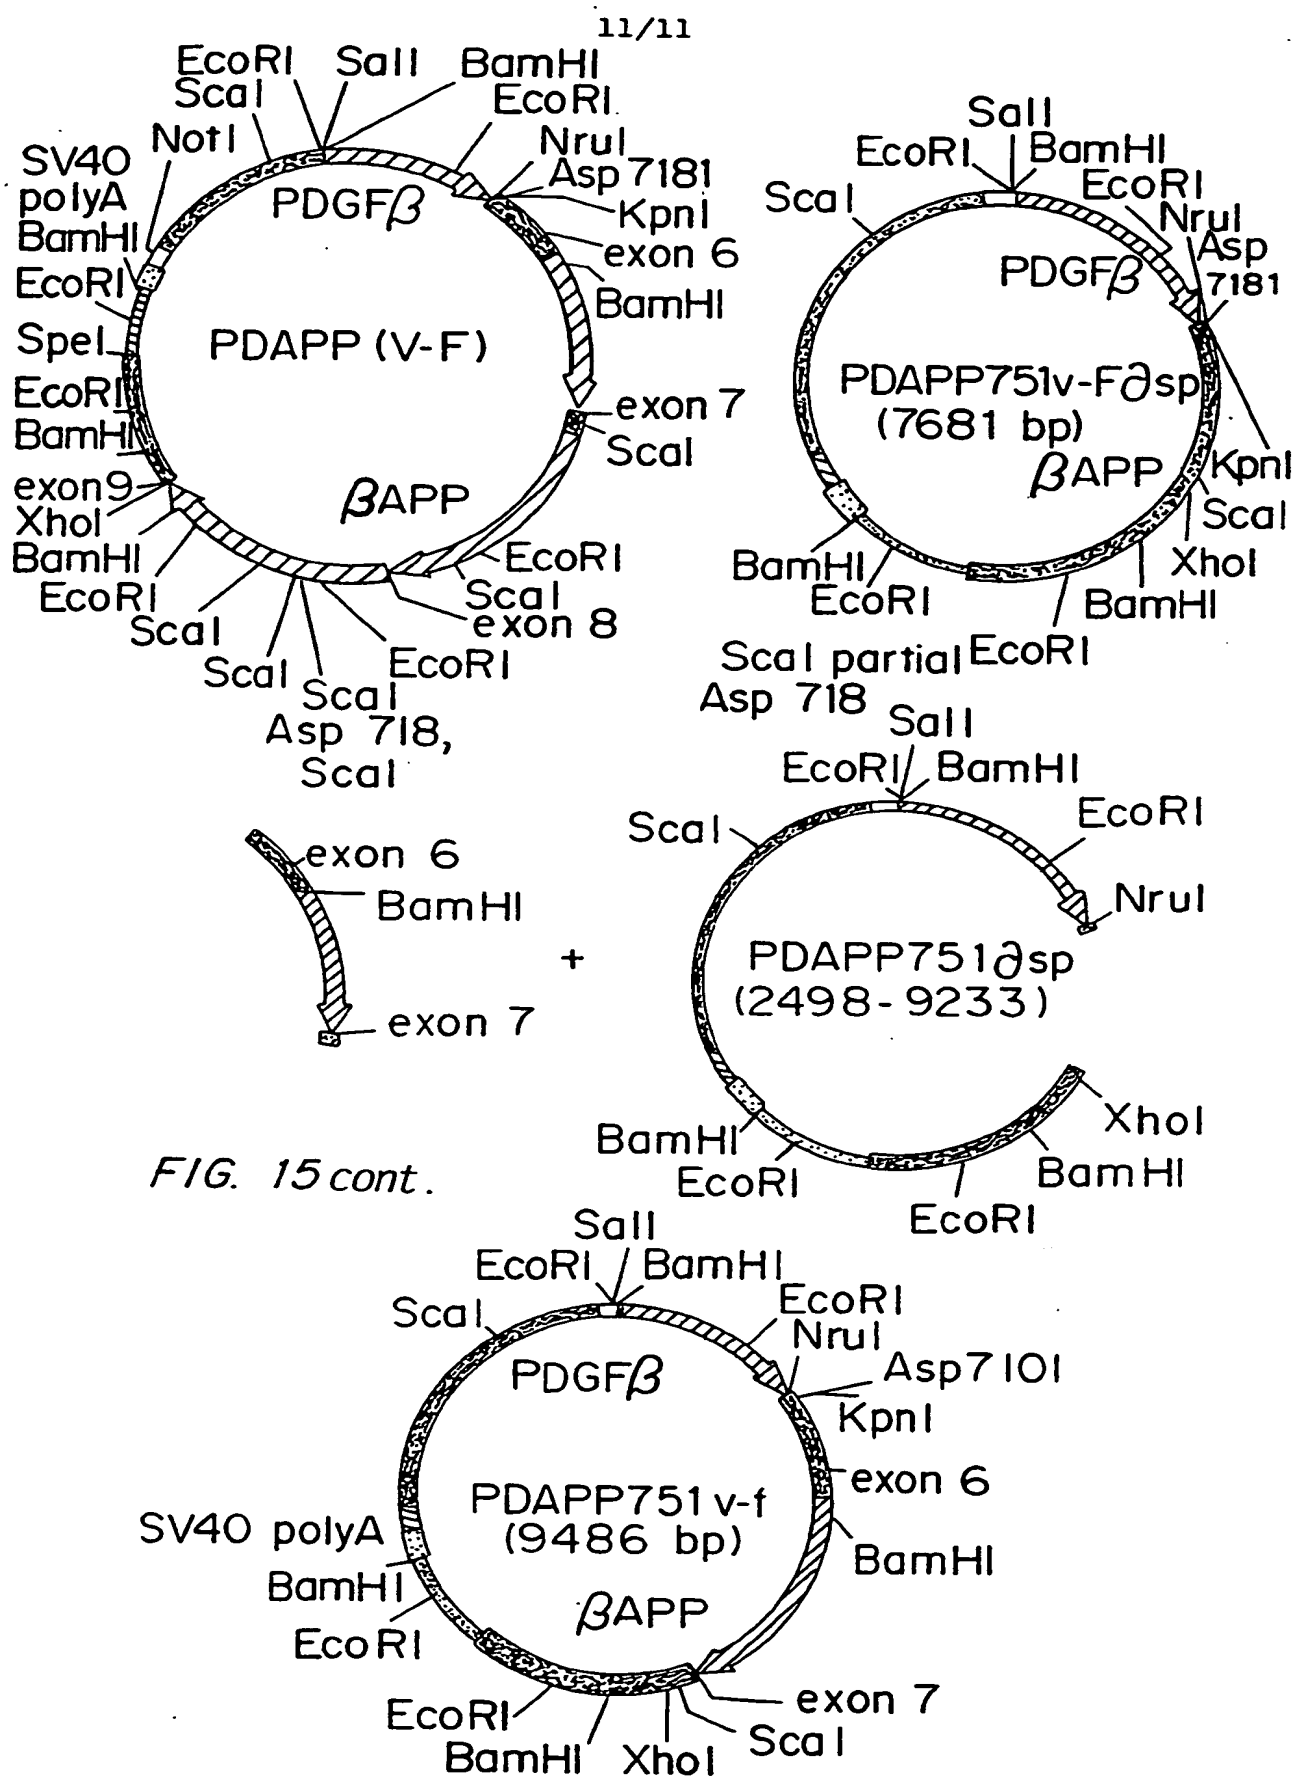 11/11
EcoRI
SalI
BamHI
ScaI
EcoRI
NotI
NruI
SV40
polyA
Asp 7181
PDGFβ
KpnI
BamHI
exon 6
EcoRI
BamHI
SpeI
PDAPP (V-F)
EcoRI
exon 7
BamHI
ScaI
exon 9
βAPP
XhoI
BamHI
EcoRI
EcoRI
ScaI
ScaI
exon 8
ScaI
EcoRI
ScaI
Asp 718,
ScaI
SalI
EcoRI
BamHI
EcoRI
ScaI
NruI
Asp
7181
PDGFβ
PDAPP751v-F∂sp
(7681 bp)
βAPP
KpnI
ScaI
XhoI
BamHI
EcoRI
BamHI
EcoRI
ScaI partial
Asp 718
exon 6
BamHI
exon 7
+
SalI
EcoRI
BamHI
EcoRI
ScaI
NruI
PDAPP751∂sp
(2498-9233)
XhoI
BamHI
BamHI
EcoRI
EcoRI
FIG. 15 cont.
SalI
EcoRI
BamHI
EcoRI
ScaI
NruI
PDGFβ
Asp7101
KpnI
exon 6
PDAPP751 v-f
(9486 bp)
SV40 polyA
BamHI
BamHI
βAPP
EcoRI
exon 7
EcoRI
ScaI
BamHI
XhoI